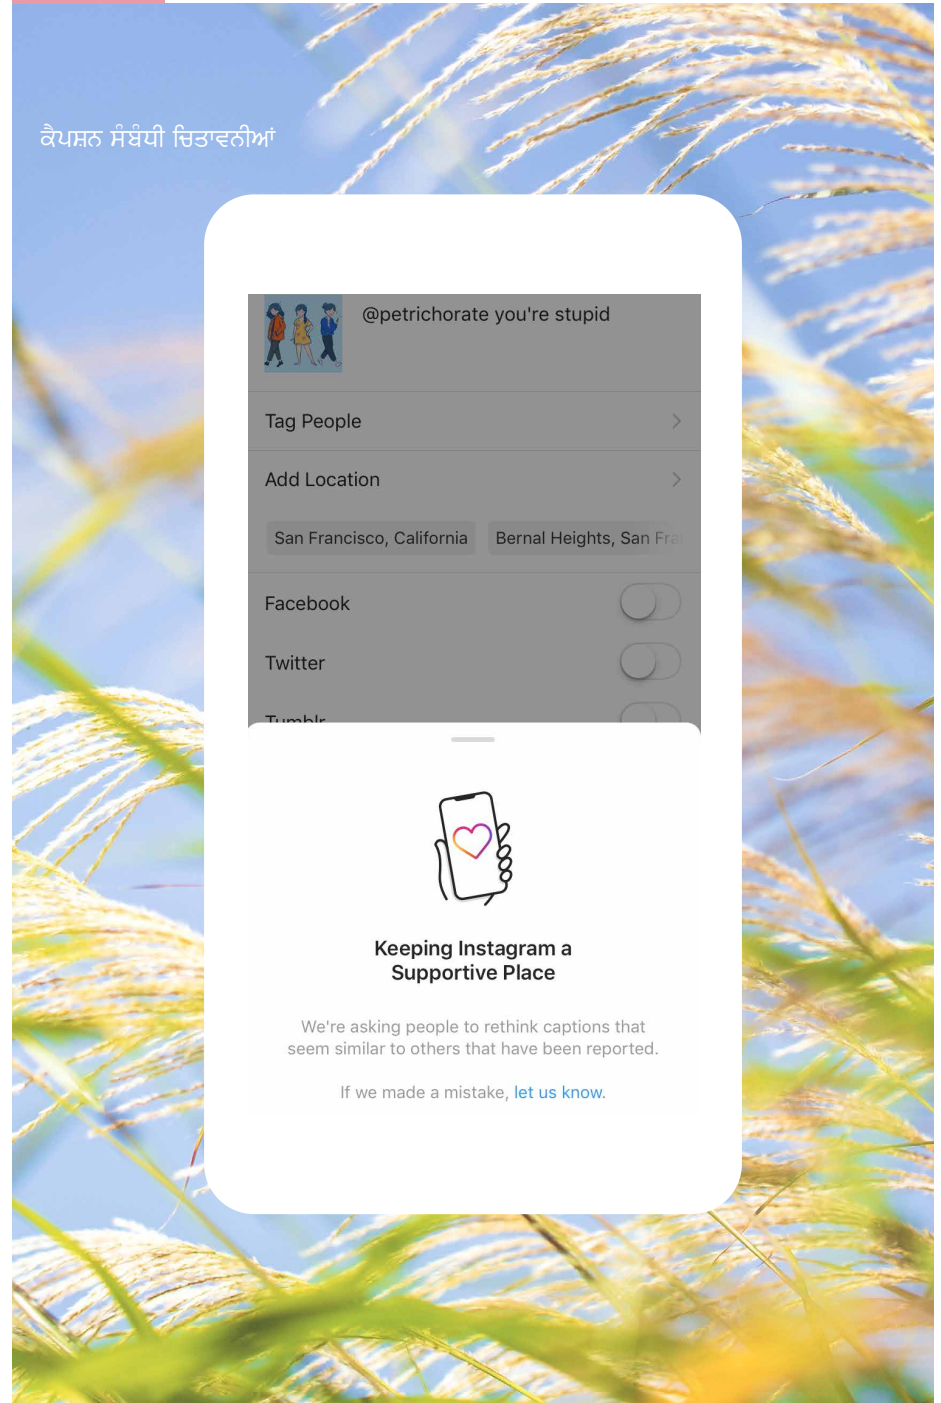 ਕੈਪਸ਼ਨ ਸੰਬੰਧੀ ਚਿਤਾਵਨੀਆਂ
@petrichorate you're stupid
Tag People
Add Location
San Francisco, California
Bernal Heights, San Fra
Facebook
Twitter
Tumblr
Keeping Instagram a
Supportive Place
We're asking people to rethink captions that
seem similar to others that have been reported.
If we made a mistake, let us know.